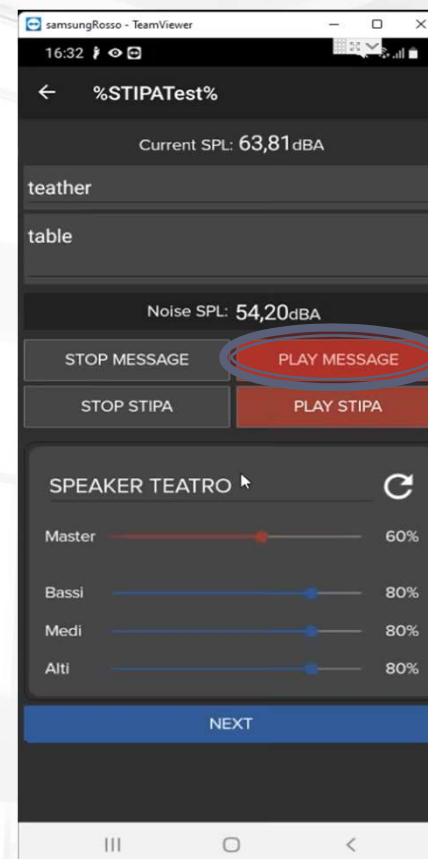 samsungRosso - TeamViewer
16:32
%STIPATest%
Current SPL: 63,81dBA
teather
table
Noise SPL: 54,20dBA
STOP MESSAGE PLAY MESSAGE
STOP STIPA PLAY STIPA
SPEAKER TEATRO
Master 60%
Bassi 80%
Medi 80%
Alti 80%
NEXT